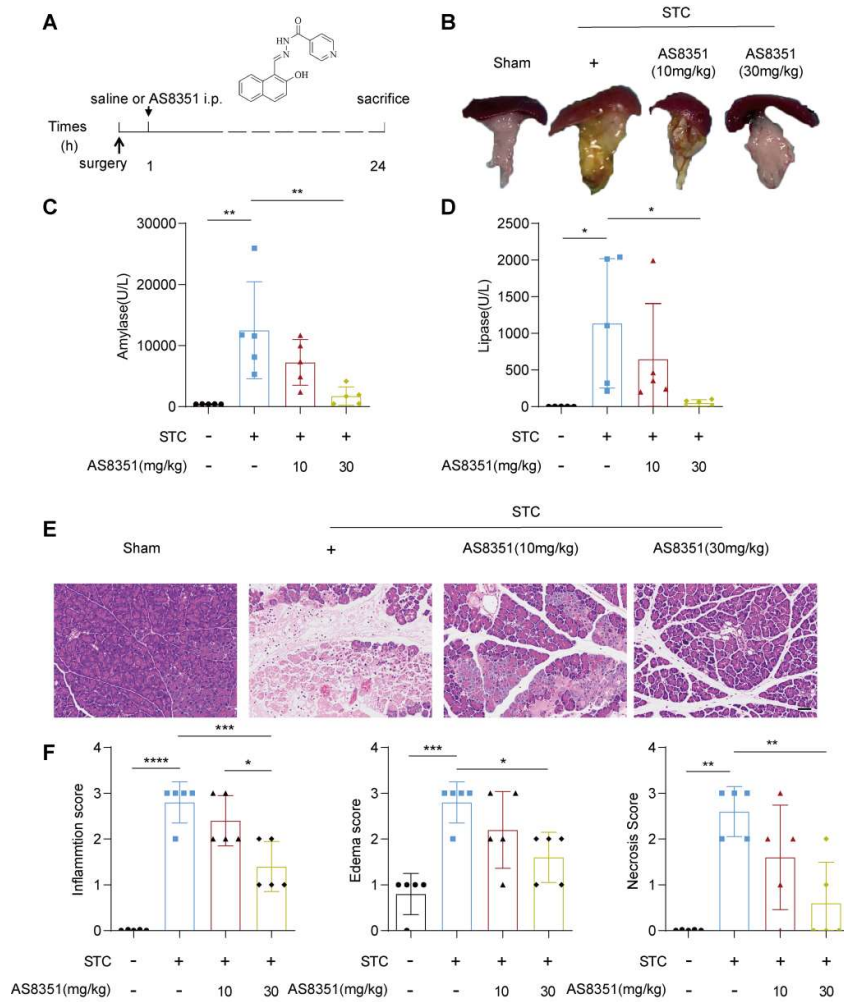 A
O
HN
N
N
OH
saline or AS8351 i.p.
sacrifice
Times
(h)
surgery
1
24
B
STC
Sham
+
AS8351
(10mg/kg)
AS8351
(30mg/kg)
C
**
**
30000
20000
10000
0
Amylase(U/L)
STC - + + +
AS8351(mg/kg) - - 10 30
D
*
*
2500
2000
1500
1000
500
0
Lipase(U/L)
STC - + + +
AS8351(mg/kg) - - 10 30
E
STC
Sham
+
AS8351(10mg/kg)
AS8351(30mg/kg)
F
***
****
*
4
3
2
1
0
Inflammtion score
STC - + + +
AS8351(mg/kg) - - 10 30
***
*
4
3
2
1
0
Edema score
STC - + + +
AS8351(mg/kg) - - 10 30
**
**
4
3
2
1
0
Necrosis Score
STC - + + +
AS8351(mg/kg) - - 10 30